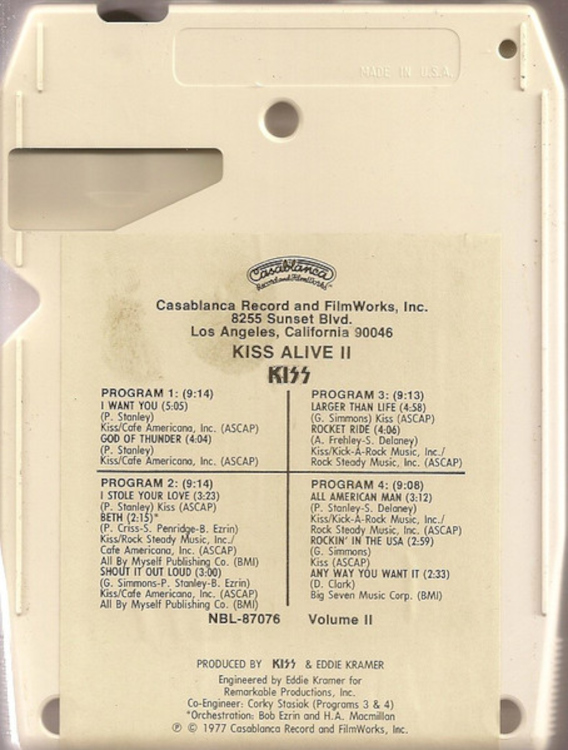 MADE IN U.S.A.
Casablanca
Record and FilmWorks
Casablanca Record and FilmWorks, Inc.
8255 Sunset Blvd.
Los Angeles, California 90046
KISS ALIVE II
KISS
PROGRAM 1: (9:14)
I WANT YOU (5:05)
(P. Stanley)
Kiss/Cafe Americana, Inc. (ASCAP)
GOD OF THUNDER (4:04)
(P. Stanley)
Kiss/Cafe Americana, Inc. (ASCAP)
PROGRAM 3: (9:13)
LARGER THAN LIFE (4:58)
(G. Simmons) Kiss (ASCAP)
ROCKET RIDE (4:06)
(A. Frehley-S. Delaney)
Kiss/Kick-A-Rock Music, Inc./
Rock Steady Music, Inc. (ASCAP)
PROGRAM 2: (9:14)
I STOLE YOUR LOVE (3:23)
(P. Stanley) Kiss (ASCAP)
BETH (2:15)*
(P. Criss-S. Penridge-B. Ezrin)
Kiss/Rock Steady Music, Inc./
Cafe Americana, Inc. (ASCAP)
All By Myself Publishing Co. (BMI)
SHOUT IT OUT LOUD (3:00)
(G. Simmons-P. Stanley-B. Ezrin)
Kiss/Cafe Americana, Inc. (ASCAP)
All By Myself Publishing Co. (BMI)
PROGRAM 4: (9:08)
ALL AMERICAN MAN (3:12)
(P. Stanley-S. Delaney)
Kiss/Kick-A-Rock Music, Inc./
Rock Steady Music, Inc. (ASCAP)
ROCKIN' IN THE USA (2:59)
(G. Simmons)
Kiss (ASCAP)
ANY WAY YOU WANT IT (2:33)
(D. Clark)
Big Seven Music Corp. (BMI)
NBL-87076 Volume II
PRODUCED BY KISS & EDDIE KRAMER
Engineered by Eddie Kramer for
Remarkable Productions, Inc.
Co-Engineer: Corky Stasiak (Programs 3 & 4)
*Orchestration: Bob Ezrin and H.A. Macmillan
℗ © 1977 Casablanca Record and FilmWorks, Inc.